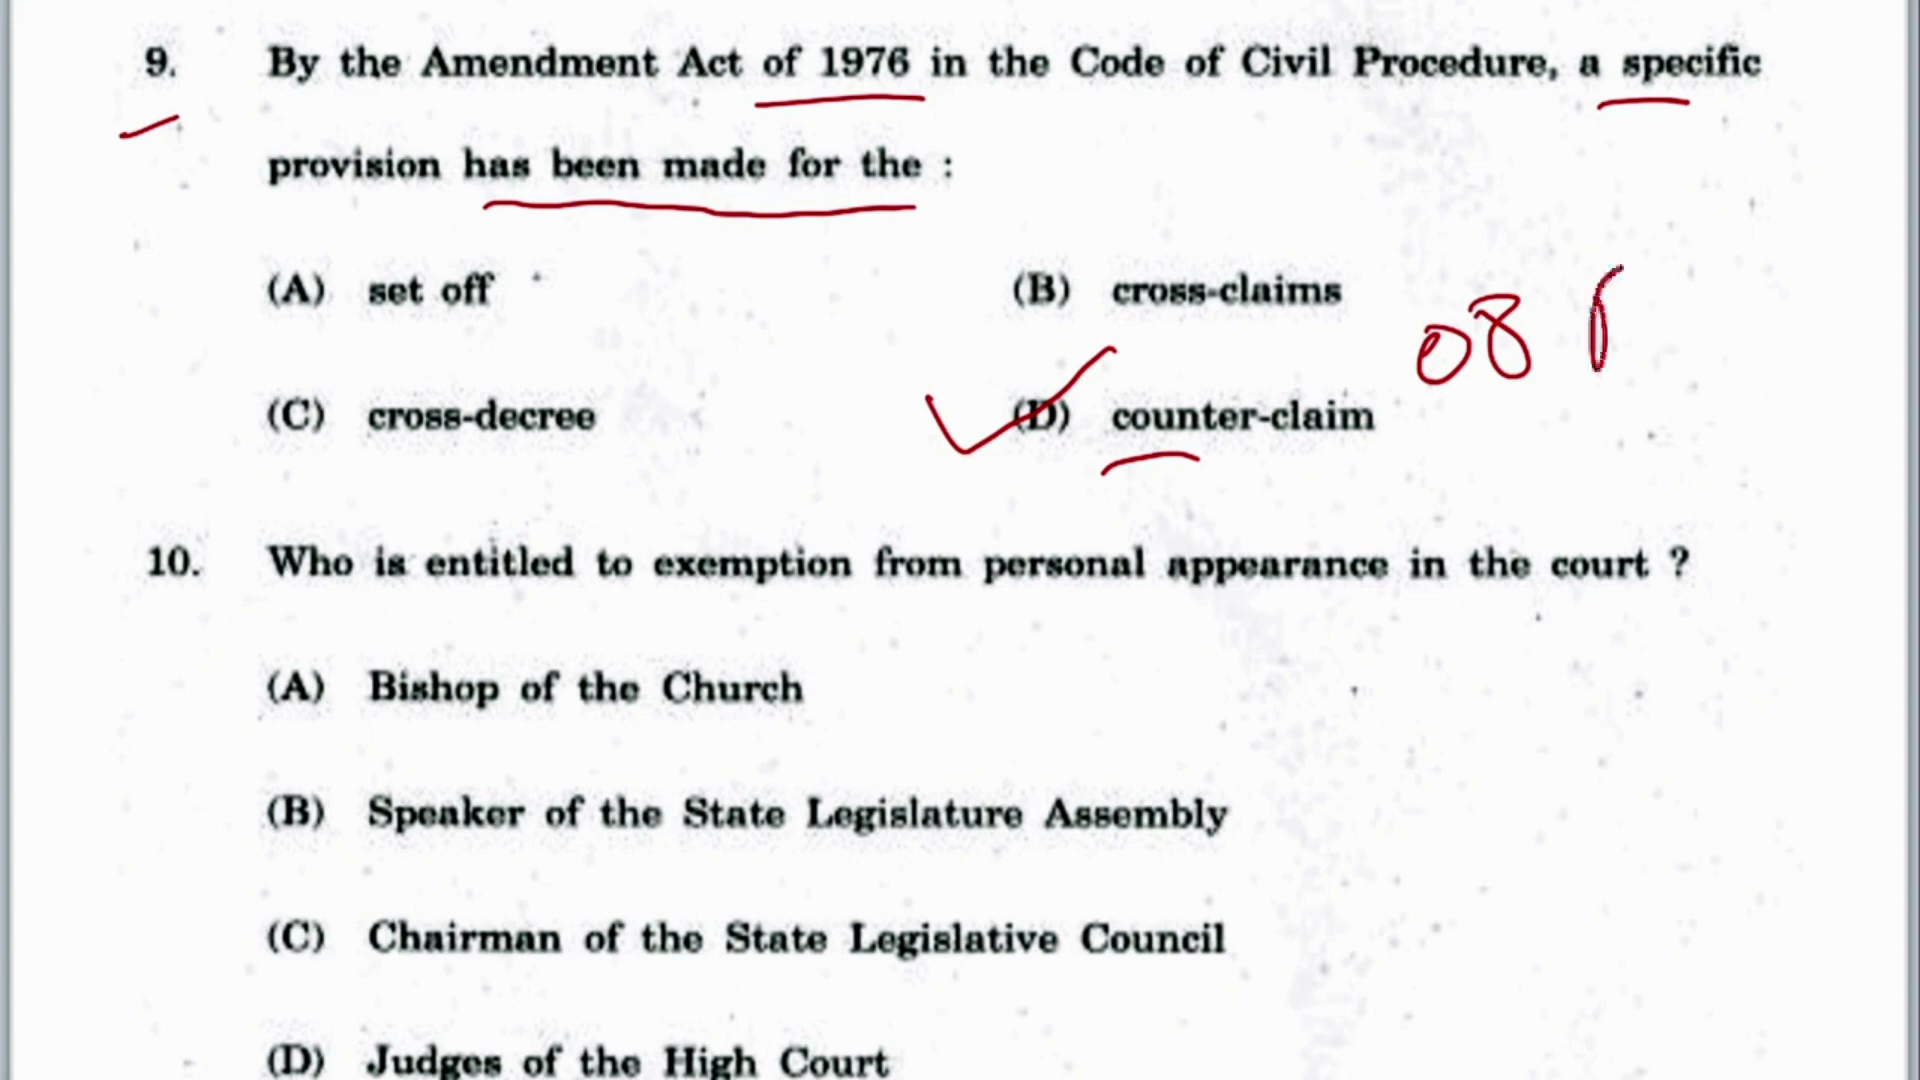 9. By the Amendment Act of 1976 in the Code of Civil Procedure, a specific
provision has been made for the :
(A) set off
(B) cross-claims
08
(C) cross-decree
(D) counter-claim
10. Who is entitled to exemption from personal appearance in the court ?
(A) Bishop of the Church
(B) Speaker of the State Legislature Assembly
(C) Chairman of the State Legislative Council
(D) Judges of the High Court